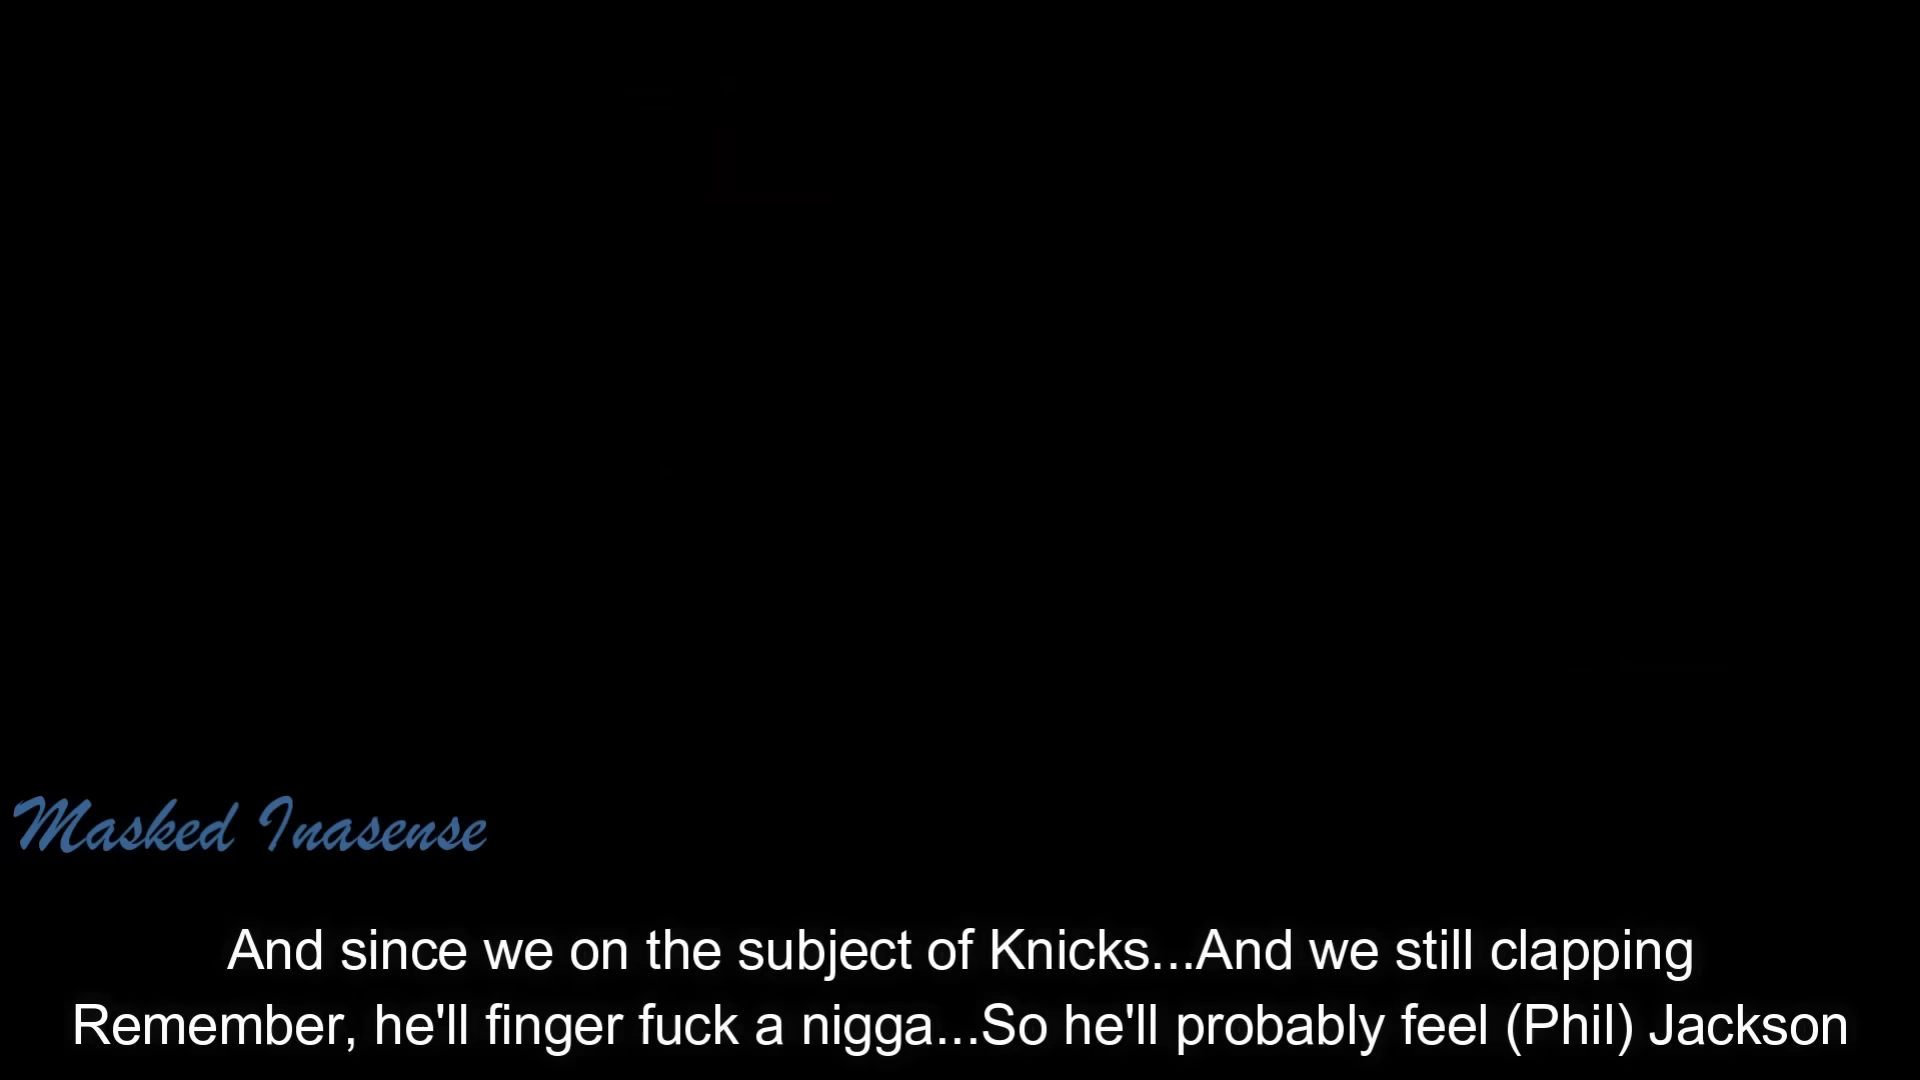 Masked Inasense
And since we on the subject of Knicks...And we still clapping
Remember, he'll finger fuck a nigga...So he'll probably feel (Phil) Jackson